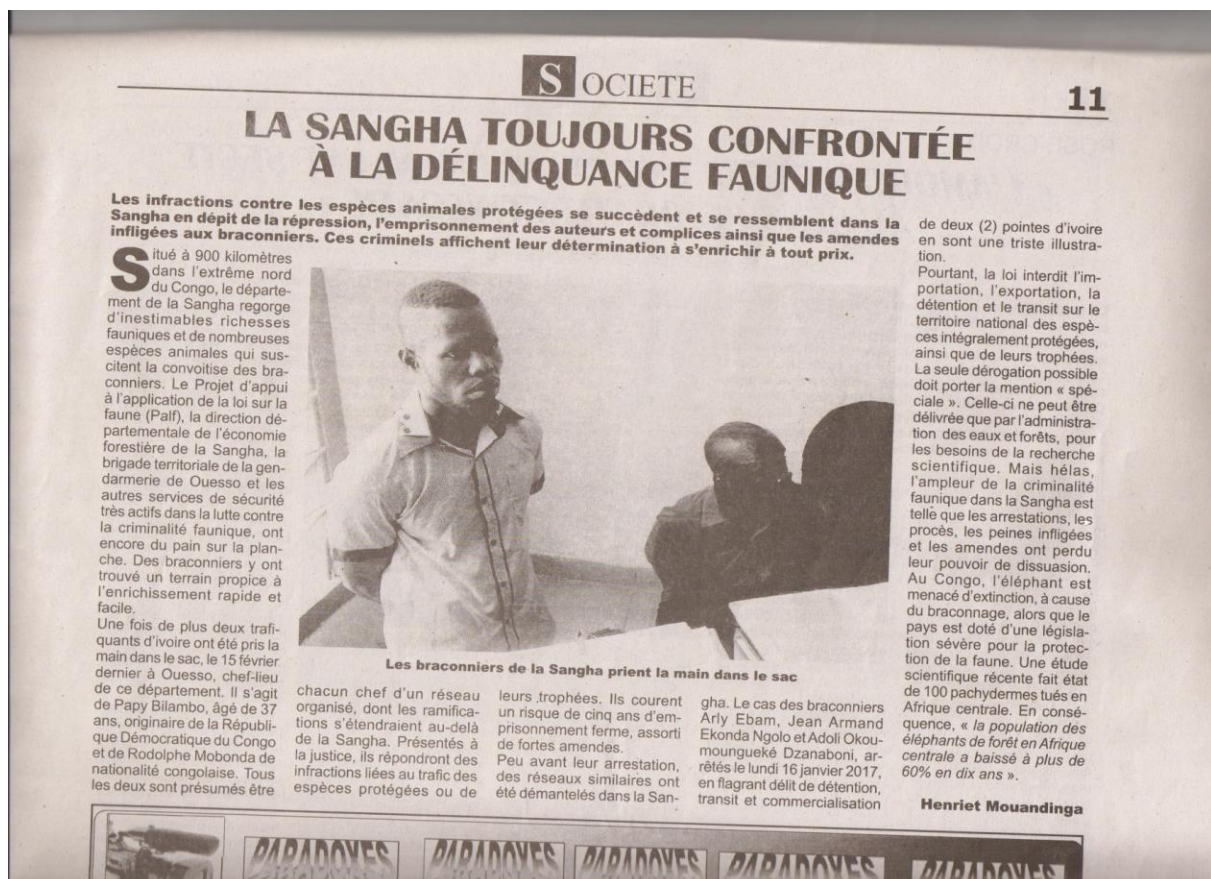 SOCIETE
11
LA SANGHA TOUJOURS CONFRONTÉE
À LA DÉLINQUANCE FAUNIQUE
Les infractions contre les espèces animales protégées se succèdent et se ressemblent dans la
Sangha en dépit de la répression, l'emprisonnement des auteurs et complices ainsi que les amendes
infligées aux braconniers. Ces criminels affichent leur détermination à s'enrichir à tout prix.
Situé à 900 kilomètres
dans l'extrême nord
du Congo, le départe-
ment de la Sangha regorge
d'inestimables richesses
fauniques et de nombreuses
espèces animales qui sus-
citent la convoitise des bra-
conniers. Le Projet d'appui
à l'application de la loi sur la
faune (Palf), la direction dé-
partementale de l'économie
forestière de la Sangha, la
brigade territoriale de la gen-
darmerie de Ouesso et les
autres services de sécurité
très actifs dans la lutte contre
la criminalité faunique, ont
encore du pain sur la plan-
che. Des braconniers y ont
trouvé un terrain propice à
l'enrichissement rapide et
facile.
Une fois de plus deux trafi-
quants d'ivoire ont été pris la
main dans le sac, le 15 février
dernier à Ouesso, chef-lieu
de ce département. Il s'agit
de Papy Bilambo, âgé de 37
ans, originaire de la Républi-
que Démocratique du Congo
et de Rodolphe Mobonda de
nationalité congolaise. Tous
les deux sont présumés être
Les braconniers de la Sangha prient la main dans le sac
chacun chef d'un réseau
organisé, dont les ramifica-
tions s'étendraient au-delà
de la Sangha. Présentés à
la justice, ils répondront des
infractions liées au trafic des
espèces protégées ou de
leurs trophées. Ils courent
un risque de cinq ans d'em-
prisonnement ferme, assorti
de fortes amendes.
Peu avant leur arrestation,
des réseaux similaires ont
été démantelés dans la San-
gha. Le cas des braconniers
Arly Ebam, Jean Armand
Ekonda Ngolo et Adoli Okou-
moungueké Dzanaboni, ar-
rêtés le lundi 16 janvier 2017,
en flagrant délit de détention,
transit et commercialisation
de deux (2) pointes d'ivoire
en sont une triste illustra-
tion.
Pourtant, la loi interdit l'im-
portation, l'exportation, la
détention et le transit sur le
territoire national des espè-
ces intégralement protégées,
ainsi que de leurs trophées.
La seule dérogation possible
doit porter la mention « spé-
ciale ». Celle-ci ne peut être
délivrée que par l'administra-
tion des eaux et forêts, pour
les besoins de la recherche
scientifique. Mais hélas,
l'ampleur de la criminalité
faunique dans la Sangha est
telle que les arrestations, les
procès, les peines infligées
et les amendes ont perdu
leur pouvoir de dissuasion.
Au Congo, l'éléphant est
menacé d'extinction, à cause
du braconnage, alors que le
pays est doté d'une législa-
tion sévère pour la protec-
tion de la faune. Une étude
scientifique récente fait état
de 100 pachydermes tués en
Afrique centrale. En consé-
quence, « la population des
éléphants de forêt en Afrique
centrale a baissé à plus de
60% en dix ans ».
Henriet Mouandinga
PARADOXES PARADOXES PARADOXES PARADOXES PARADOXES